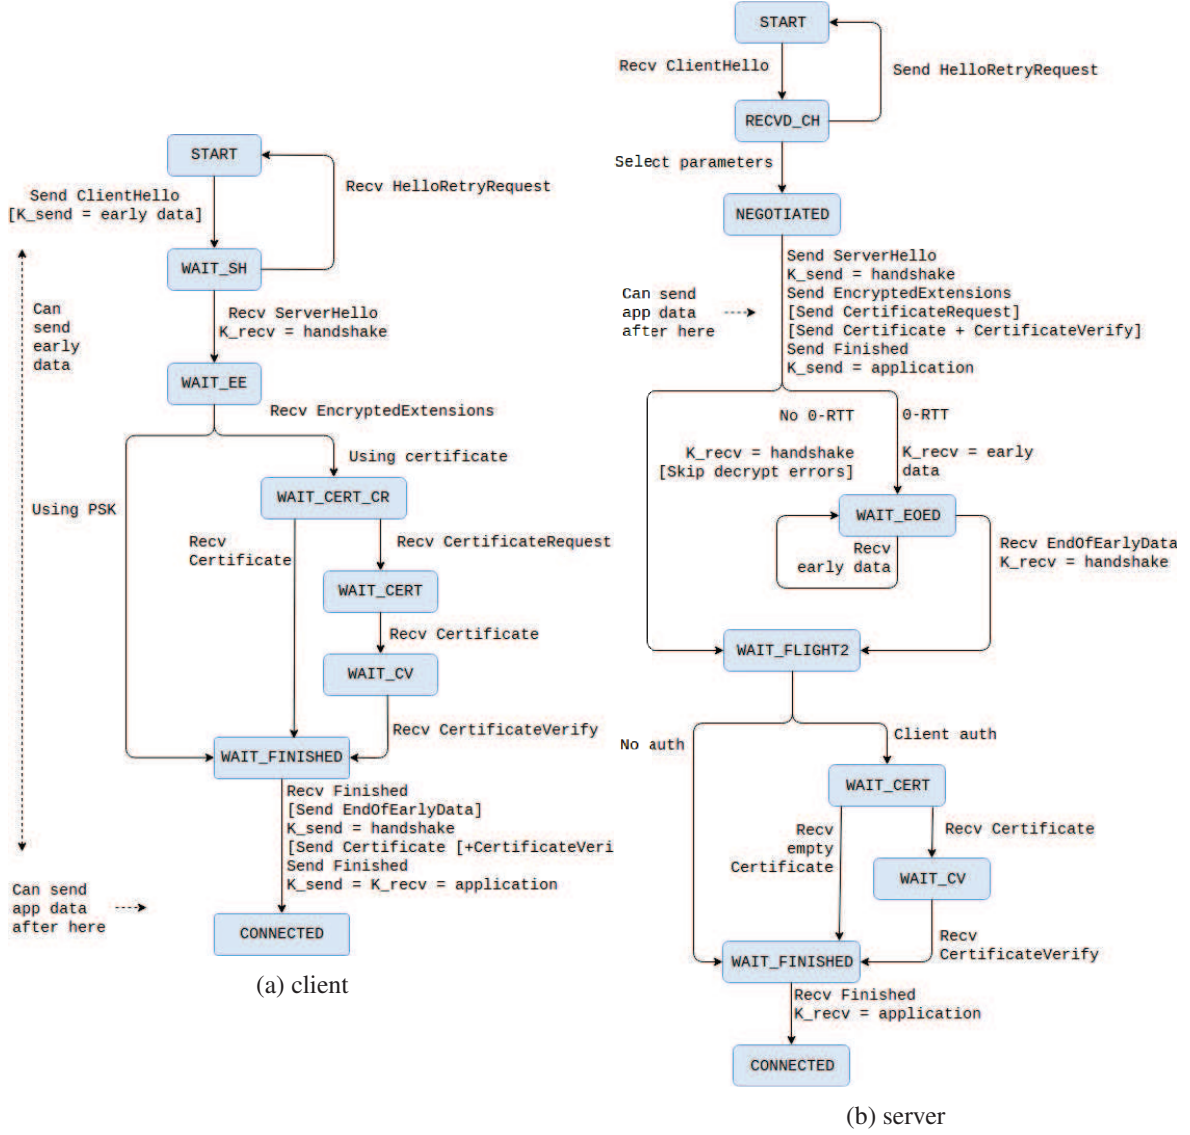 START
Recv HelloRetryRequest
Send ClientHello
[K_send = early data]
WAIT_SH
Can
send
early
data
Recv ServerHello
K_recv = handshake
WAIT_EE
Recv EncryptedExtensions
Using certificate
Using PSK
WAIT_CERT_CR
Recv
Certificate
Recv CertificateRequest
WAIT_CERT
Recv Certificate
WAIT_CV
Recv CertificateVerify
WAIT_FINISHED
Recv Finished
[Send EndOfEarlyData]
K_send = handshake
[Send Certificate [+CertificateVeri
Send Finished
K_send = K_recv = application
Can send
app data
after here
CONNECTED
(a) client
START
Recv ClientHello
Send HelloRetryRequest
RECVD_CH
Select parameters
NEGOTIATED
Send ServerHello
K_send = handshake
Send EncryptedExtensions
[Send CertificateRequest]
[Send Certificate + CertificateVerify]
Send Finished
K_send = application
Can send
app data
after here
No 0-RTT
0-RTT
K_recv = handshake
[Skip decrypt errors]
K_recv = early
data
WAIT_EOED
Recv
early data
Recv EndOfEarlyData
K_recv = handshake
WAIT_FLIGHT2
No auth
Client auth
WAIT_CERT
Recv
empty
Certificate
Recv Certificate
WAIT_CV
Recv
CertificateVerify
WAIT_FINISHED
Recv Finished
K_recv = application
CONNECTED
(b) server